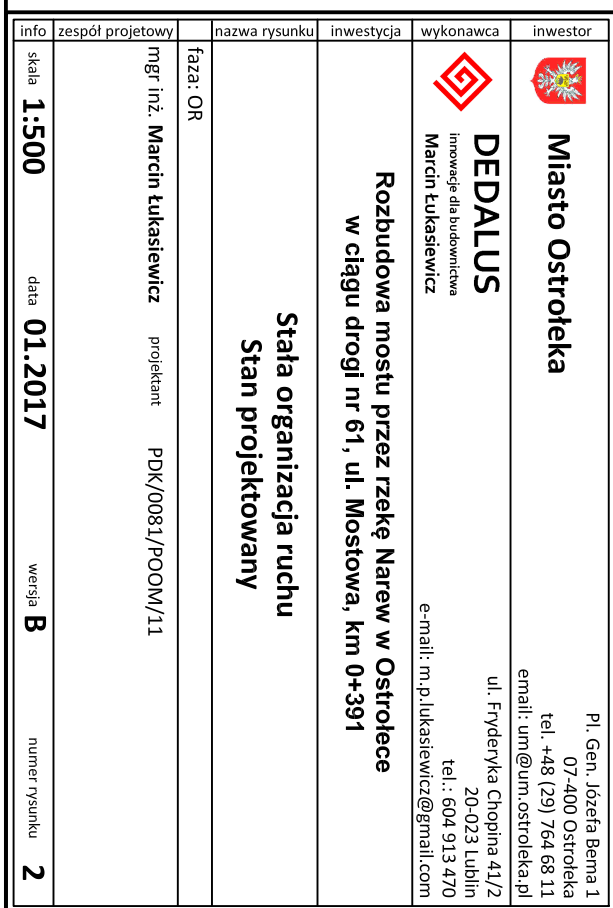 inwestor
Miasto Ostrołęka
Pl. Gen. Józefa Bema 1
07-400 Ostrołęka
tel. +48 (29) 764 68 11
email: um@um.ostroleka.pl
wykonawca
DEDALUS
innowacje dla budownictwa
Marcin Łukasiewicz
ul. Fryderyka Chopina 41/2
20-023 Lublin
tel.: 604 913 470
e-mail: m.p.lukasiewicz@gmail.com
inwestycja
Rozbudowa mostu przez rzekę Narew w Ostrołęce
w ciągu drogi nr 61, ul. Mostowa, km 0+391
nazwa rysunku
Stała organizacja ruchu
Stan projektowany
faza: OR
zespół projetowy
mgr inż. Marcin Łukasiewicz projektant PDK/0081/POOM/11
info
skala 1:500 data 01.2017 wersja B numer rysunku 2